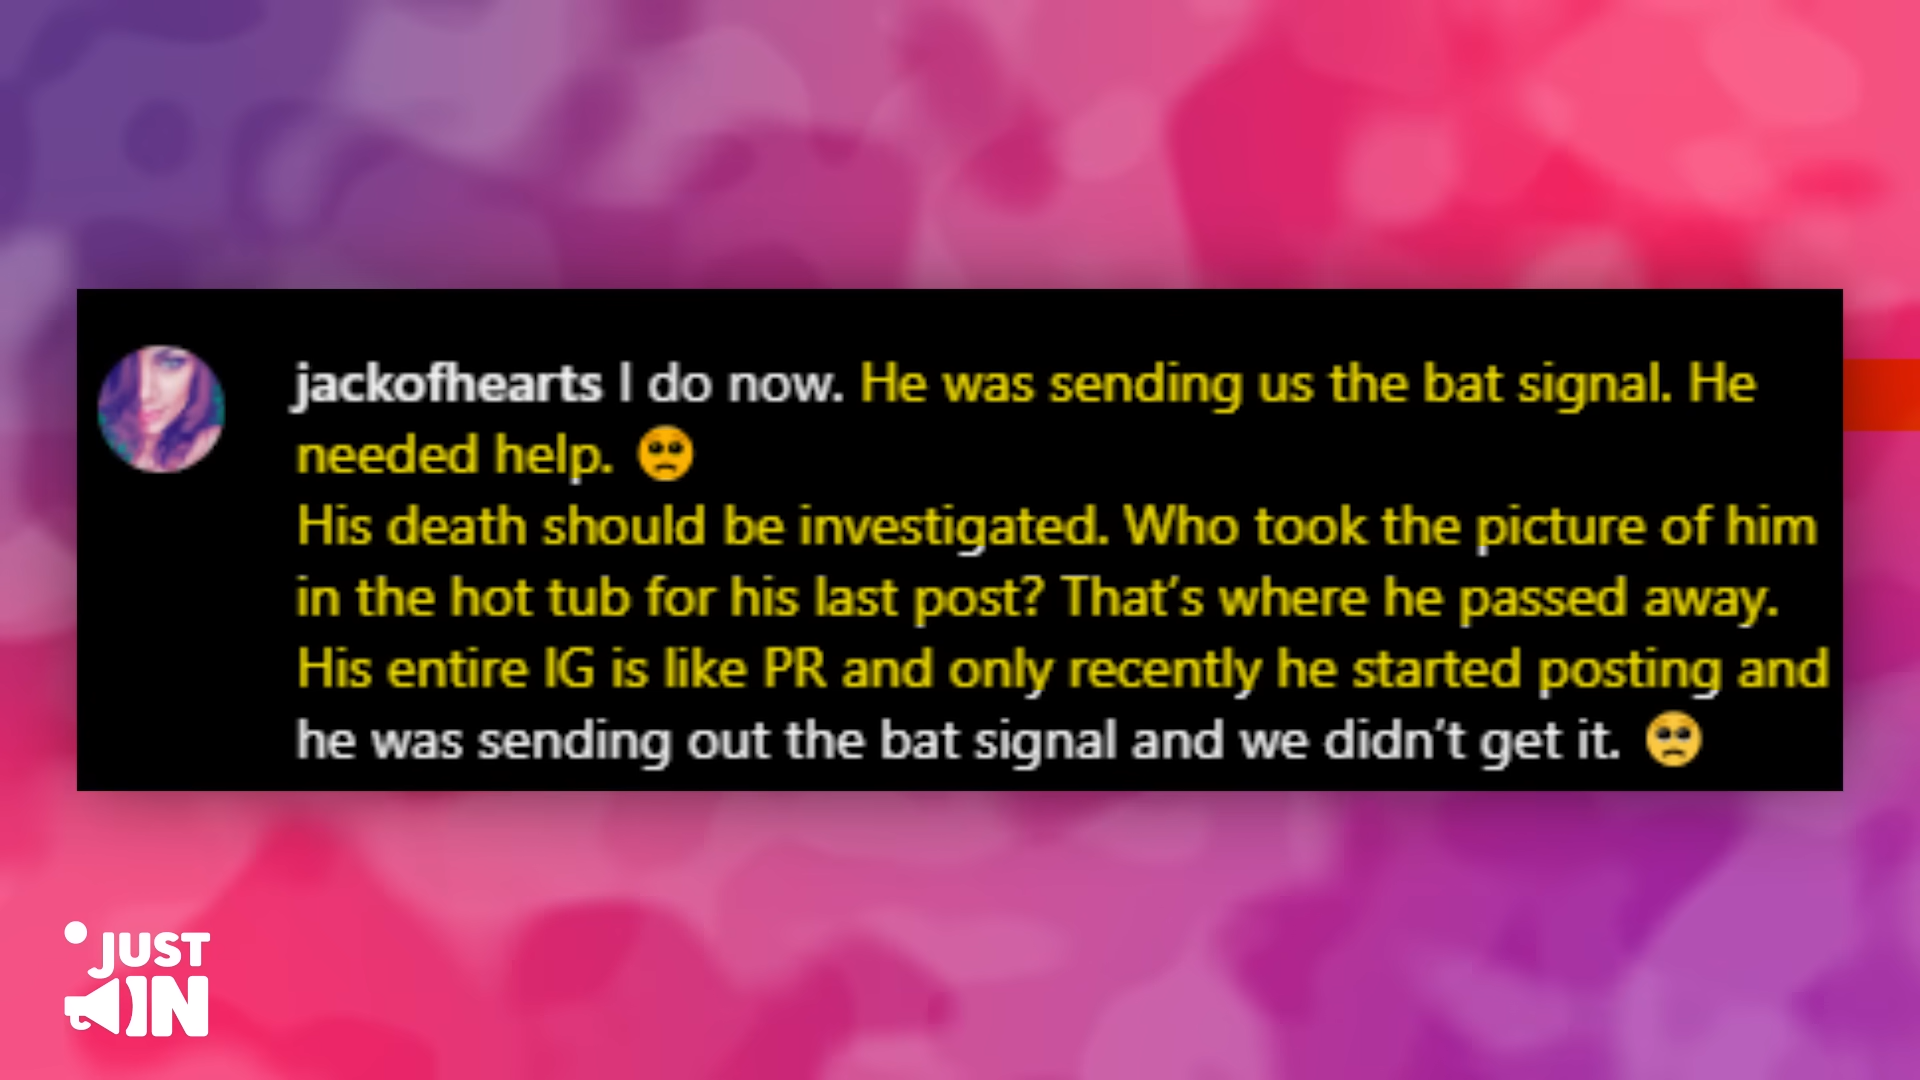 jackofhearts I do now. He was sending us the bat signal. He
needed help. 🥺
His death should be investigated. Who took the picture of him
in the hot tub for his last post? That’s where he passed away.
His entire IG is like PR and only recently he started posting and
he was sending out the bat signal and we didn’t get it. 🥺
JUST
IN